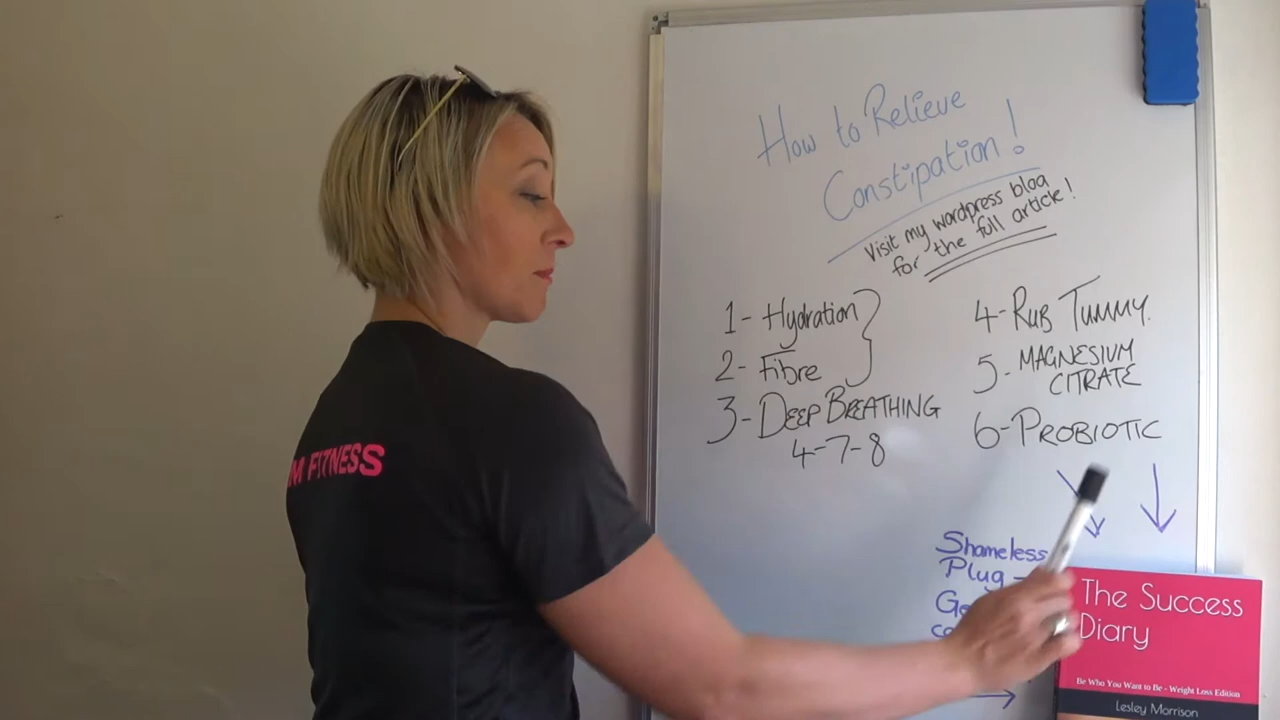 How to Relieve
Constipation!
Visit my wordpress blog
for the full article!
1- Hydration
2- Fibre
3- DEEP BREATHING
4-7-8
4- RUB TUMMY.
5- MAGNESIUM
CITRATE
6- PROBIOTIC
Shameless
Plug -
M F17NESS
The Success
Diary
Be Who You Want to Be - Weight Loss Edition
Lesley Morrison